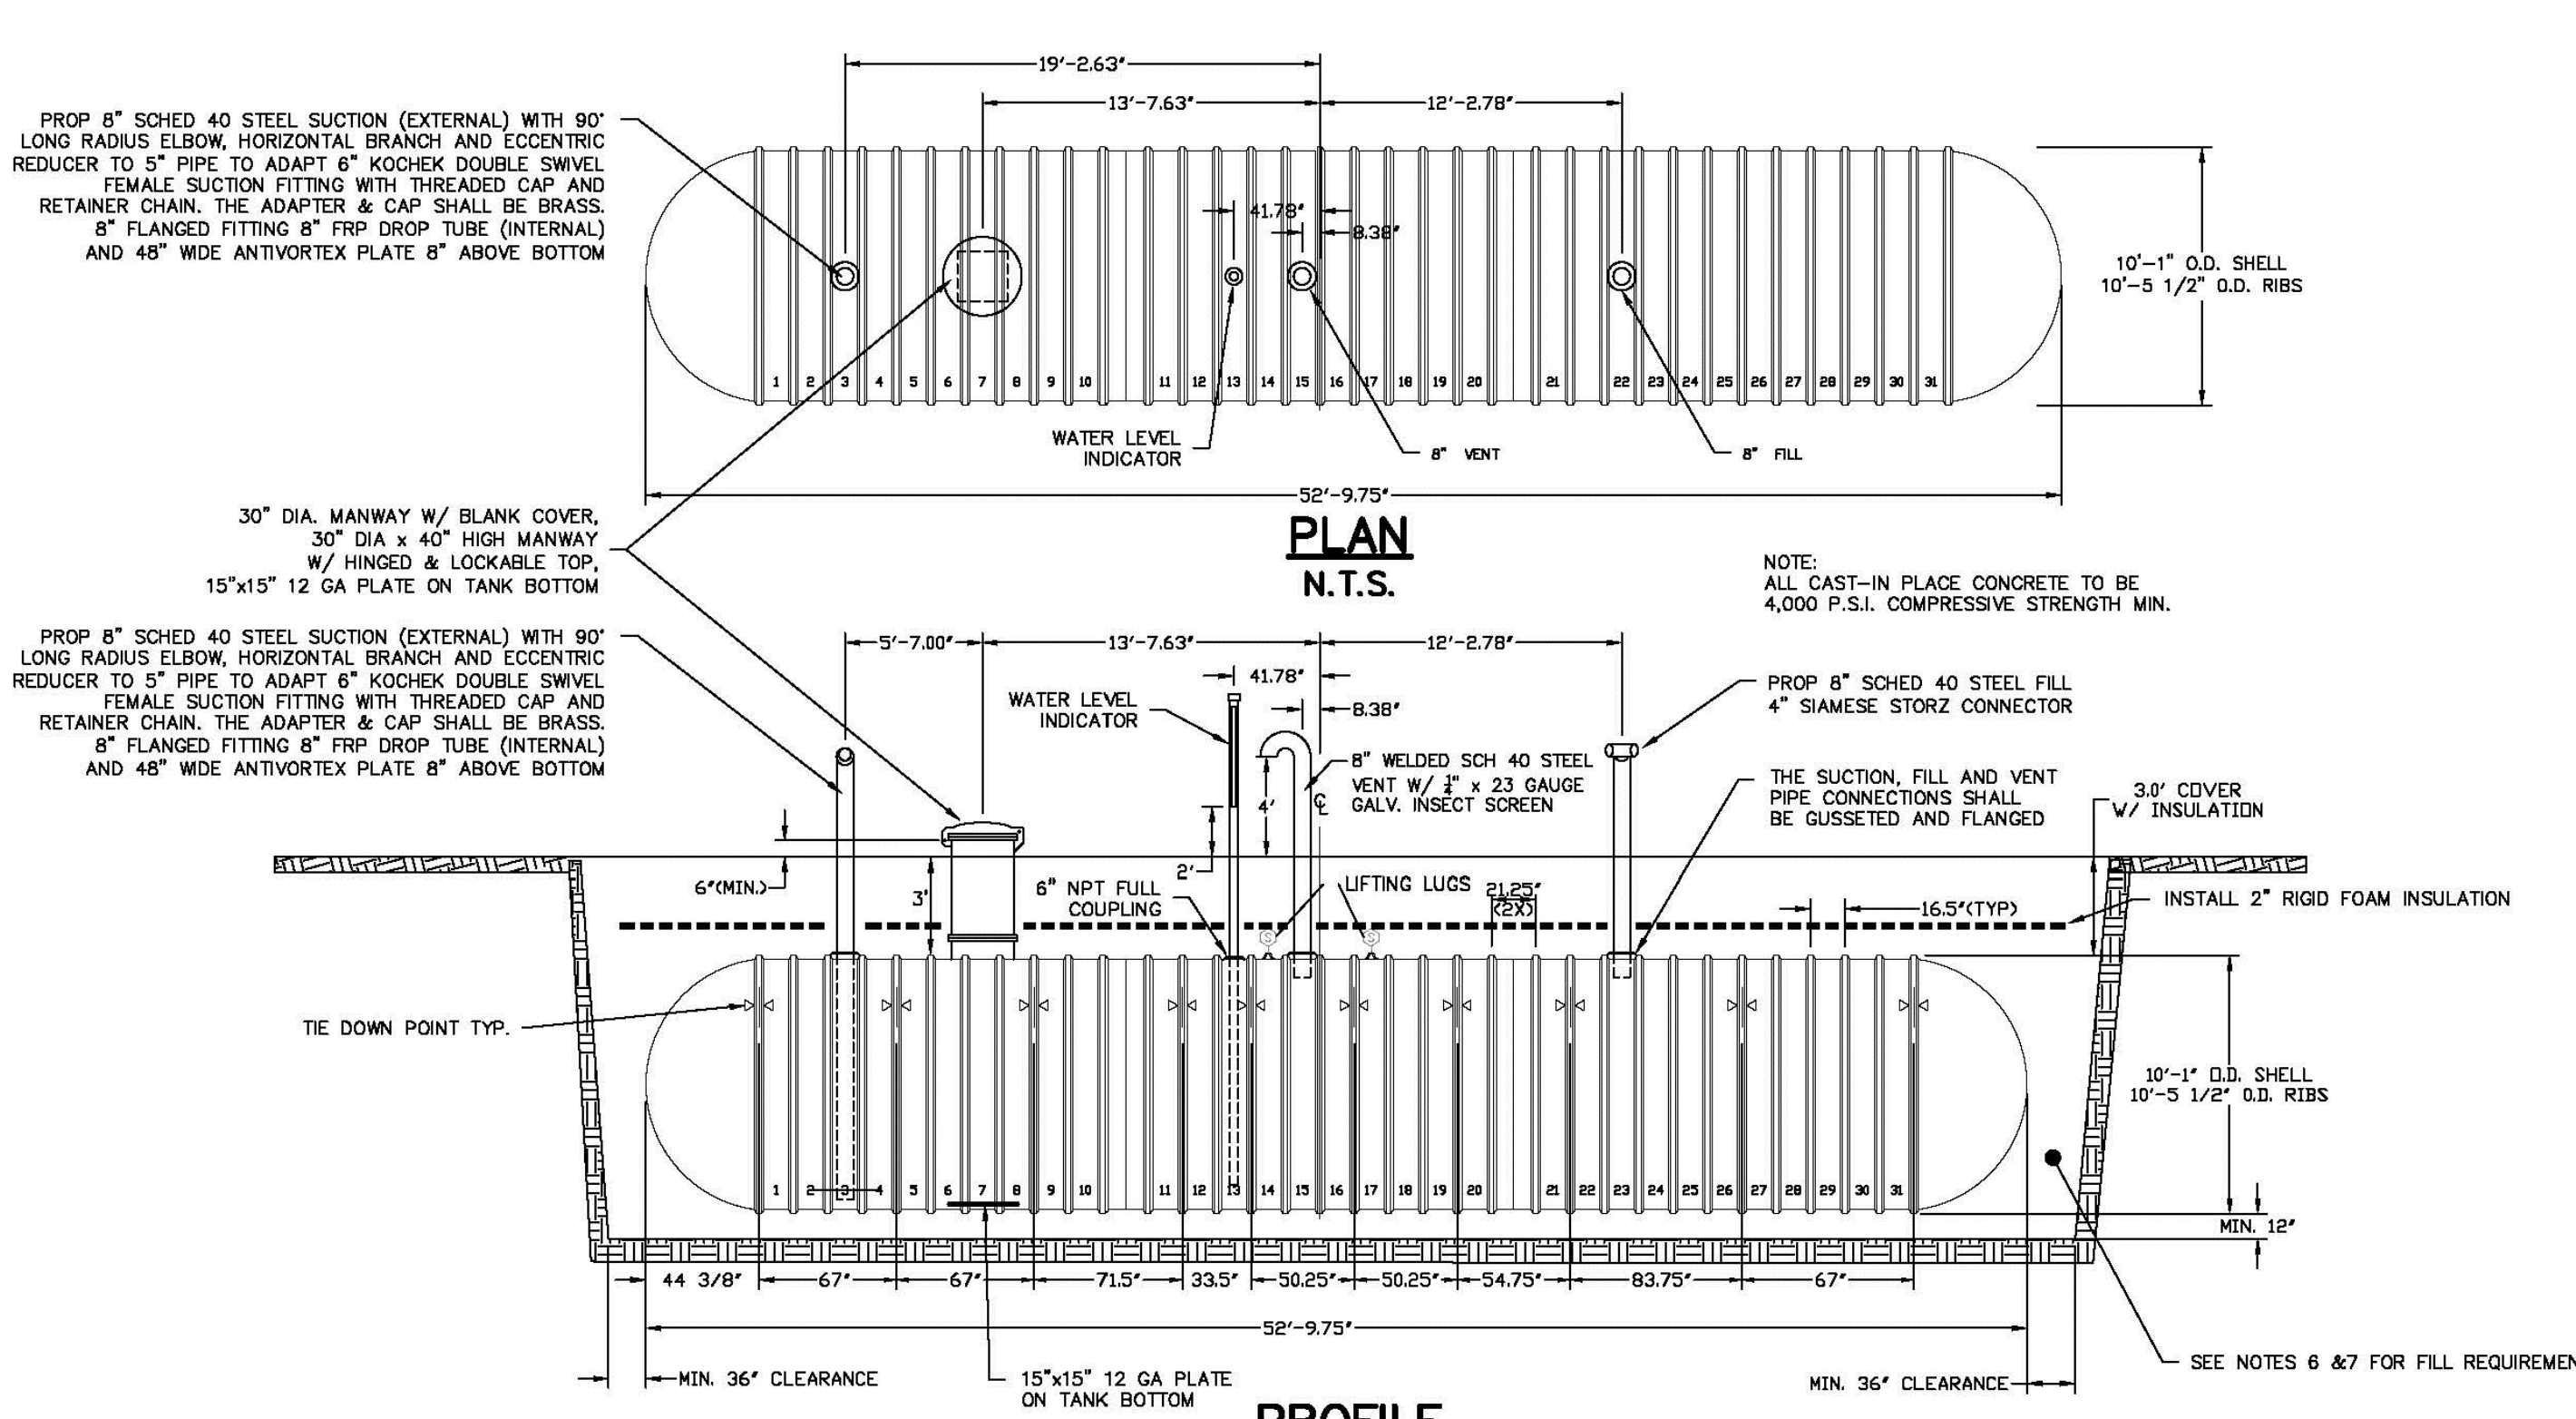 19'-2.63"
13'-7.63"
12'-2.78"
PROP 8" SCHED 40 STEEL SUCTION (EXTERNAL) WITH 90°
LONG RADIUS ELBOW, HORIZONTAL BRANCH AND ECCENTRIC
REDUCER TO 5" PIPE TO ADAPT 6" KOCHEK DOUBLE SWIVEL
FEMALE SUCTION FITTING WITH THREADED CAP AND
RETAINER CHAIN. THE ADAPTER & CAP SHALL BE BRASS.
8" FLANGED FITTING 8" FRP DROP TUBE (INTERNAL)
AND 48" WIDE ANTIVORTEX PLATE 8" ABOVE BOTTOM
41.78"
8.38"
10'-1" O.D. SHELL
10'-5 1/2" O.D. RIBS
1 2 3 4 5 6 7 8 9 10 11 12 13 14 15 16 17 18 19 20 21 22 23 24 25 26 27 28 29 30 31
WATER LEVEL
INDICATOR
8" VENT
8" FILL
52'-9.75"
PLAN
N.T.S.
30" DIA. MANWAY W/ BLANK COVER,
30" DIA x 40" HIGH MANWAY
W/ HINGED & LOCKABLE TOP,
15"x15" 12 GA PLATE ON TANK BOTTOM
NOTE:
ALL CAST-IN PLACE CONCRETE TO BE
4,000 P.S.I. COMPRESSIVE STRENGTH MIN.
PROP 8" SCHED 40 STEEL SUCTION (EXTERNAL) WITH 90°
LONG RADIUS ELBOW, HORIZONTAL BRANCH AND ECCENTRIC
REDUCER TO 5" PIPE TO ADAPT 6" KOCHEK DOUBLE SWIVEL
FEMALE SUCTION FITTING WITH THREADED CAP AND
RETAINER CHAIN. THE ADAPTER & CAP SHALL BE BRASS.
8" FLANGED FITTING 8" FRP DROP TUBE (INTERNAL)
AND 48" WIDE ANTIVORTEX PLATE 8" ABOVE BOTTOM
5'-7.00"
13'-7.63"
12'-2.78"
41.78"
8.38"
WATER LEVEL
INDICATOR
PROP 8" SCHED 40 STEEL FILL
4" SIAMESE STORZ CONNECTOR
8" WELDED SCH 40 STEEL
VENT W/ 1/4" x 23 GAUGE
GALV. INSECT SCREEN
4'
℄
THE SUCTION, FILL AND VENT
PIPE CONNECTIONS SHALL
BE GUSSETED AND FLANGED
3.0' COVER
W/ INSULATION
6"(MIN.)
3'
2'
6" NPT FULL
COUPLING
LIFTING LUGS
21.25"
(2X)
16.5"(TYP)
INSTALL 2" RIGID FOAM INSULATION
S
S
TIE DOWN POINT TYP.
10'-1" O.D. SHELL
10'-5 1/2" O.D. RIBS
1 2 3 4 5 6 7 8 9 10 11 12 13 14 15 16 17 18 19 20 21 22 23 24 25 26 27 28 29 30 31
MIN. 12"
44 3/8" 67" 67" 71.5" 33.5" 50.25" 50.25" 54.75" 83.75" 67"
52'-9.75"
MIN. 36" CLEARANCE
15"x15" 12 GA PLATE
ON TANK BOTTOM
MIN. 36" CLEARANCE
SEE NOTES 6 &7 FOR FILL REQUIREMEN
PROFILE